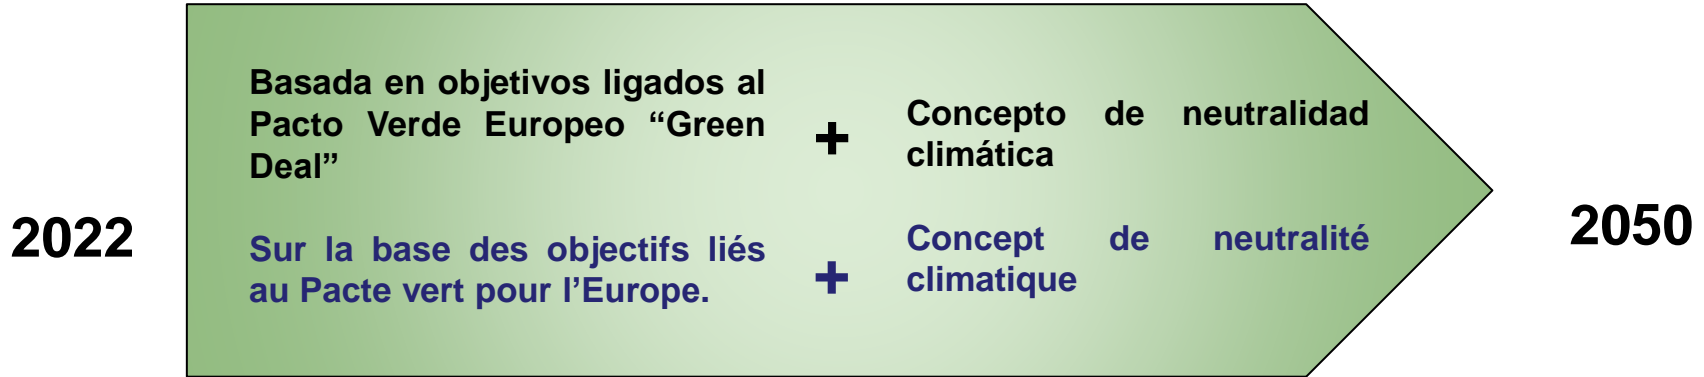 2022
Basada en objetivos ligados al
Pacto Verde Europeo “Green
Deal”
+
Concepto de neutralidad
climática
Sur la base des objectifs liés
au Pacte vert pour l’Europe.
+
Concept de neutralité
climatique
2050